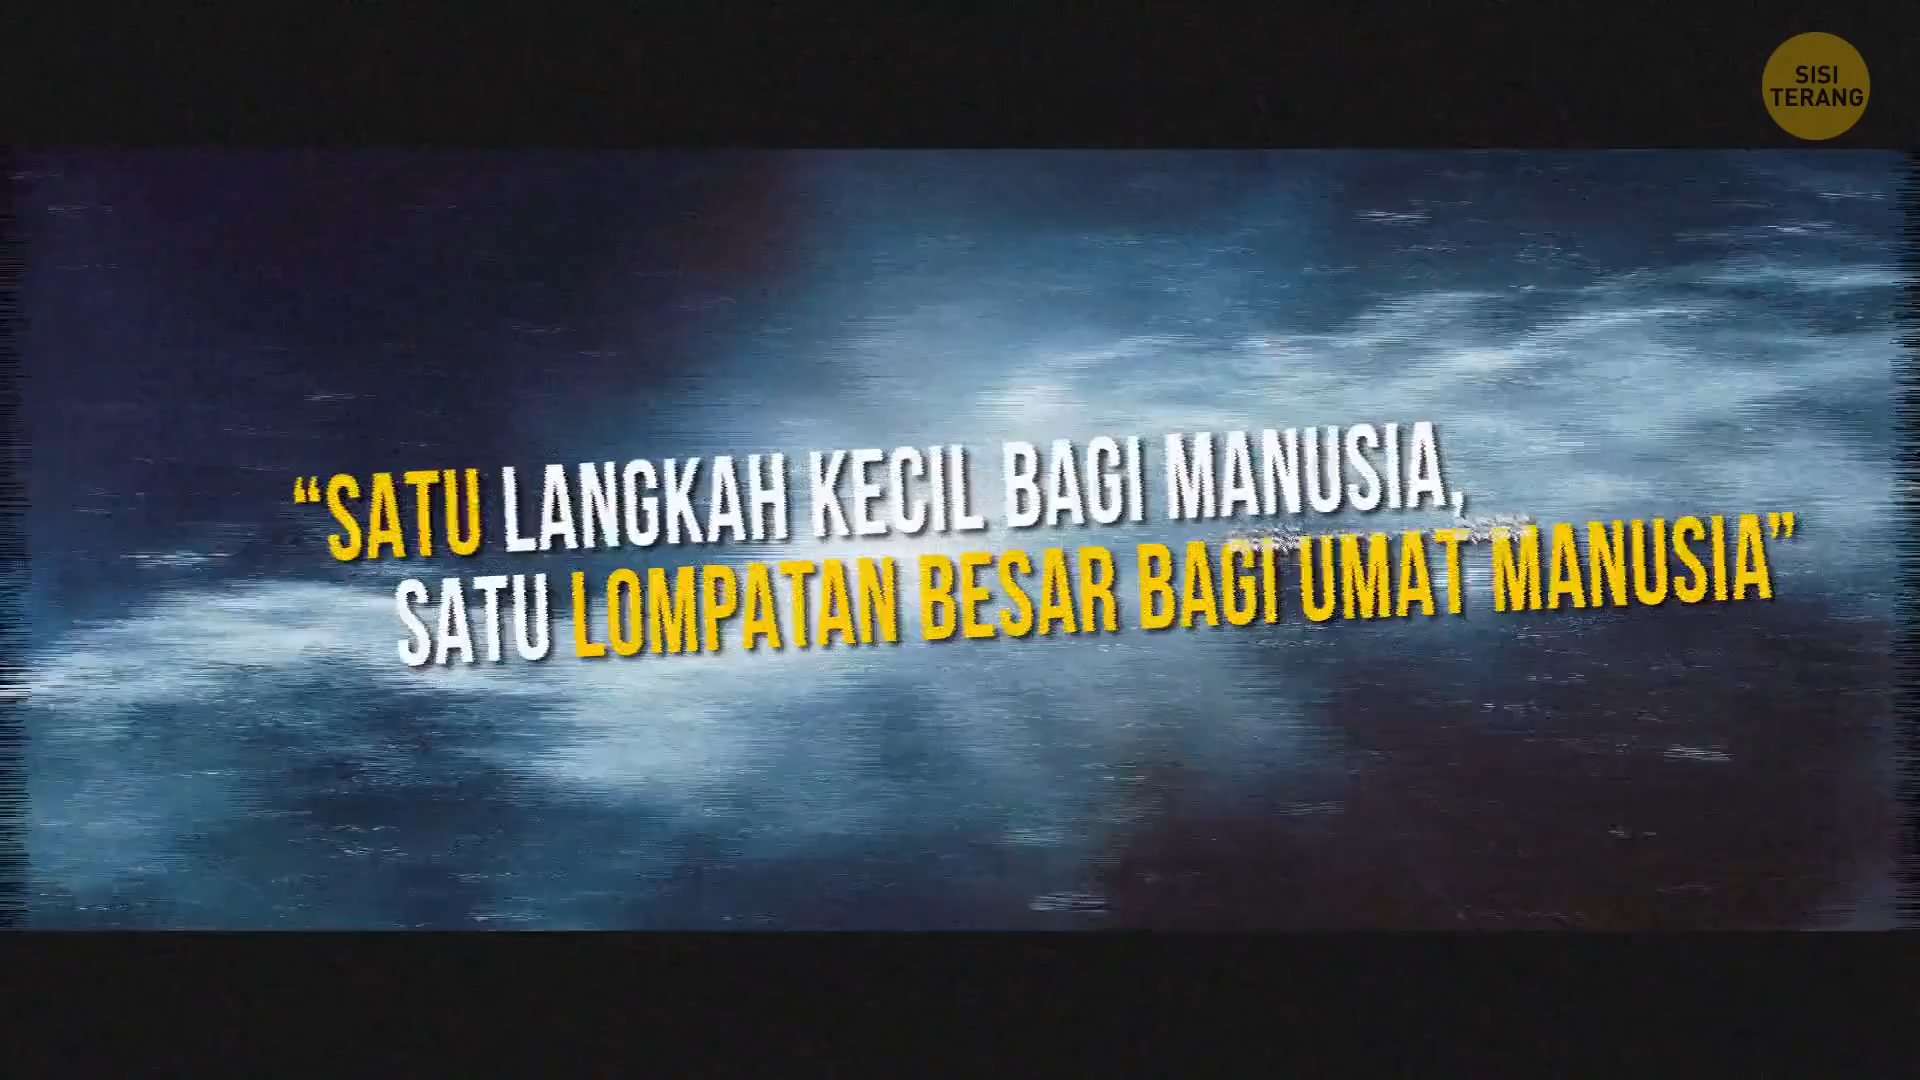 SISI
TERANG
“SATU LANGKAH KECIL BAGI MANUSIA,
SATU LOMPATAN BESAR BAGI UMAT MANUSIA”